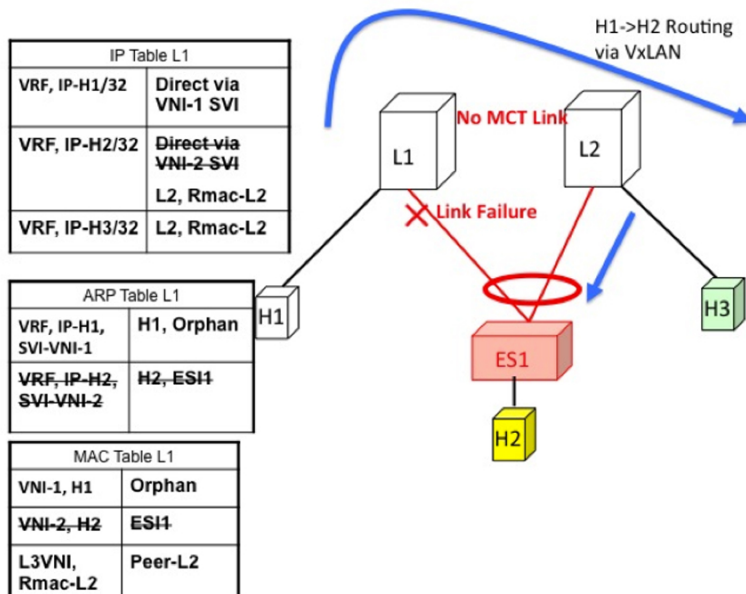 H1->H2 Routing
via VxLAN
IP Table L1
VRF, IP-H1/32
Direct via
VNI-1 SVI
VRF, IP-H2/32
Direct via
VNI-2 SVI
L2, Rmac-L2
VRF, IP-H3/32
L2, Rmac-L2
No MCT Link
L1
L2
Link Failure
ARP Table L1
VRF, IP-H1,
SVI-VNI-1
H1, Orphan
VRF, IP-H2,
SVI-VNI-2
H2, ESI1
H1
H3
ES1
H2
MAC Table L1
VNI-1, H1
Orphan
VNI-2, H2
ESI1
L3VNI,
Rmac-L2
Peer-L2